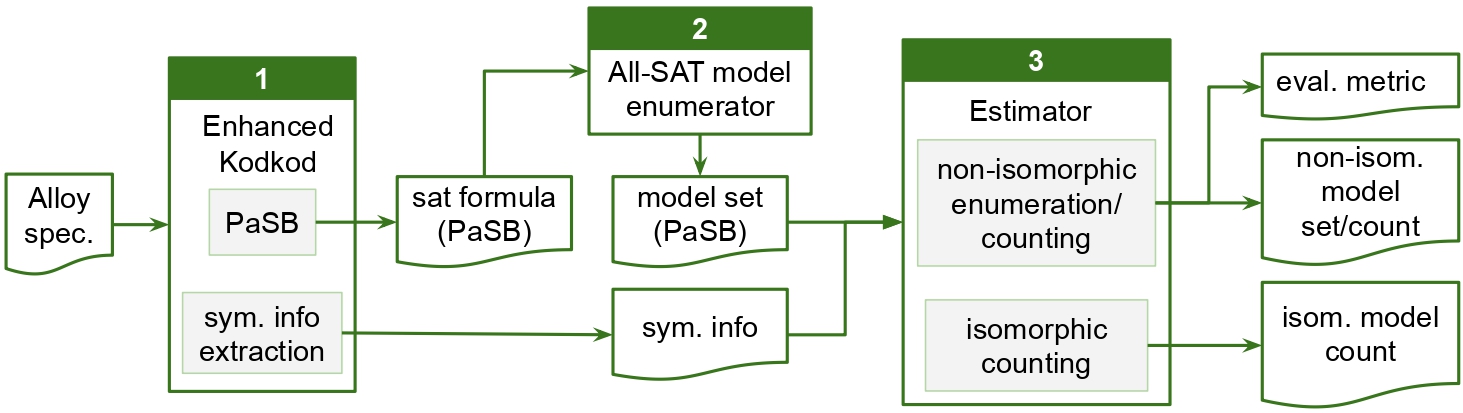 Alloy
spec.
1
Enhanced
Kodkod
PaSB
sym. info
extraction
sat formula
(PaSB)
2
All-SAT model
enumerator
model set
(PaSB)
sym. info
3
Estimator
non-isomorphic
enumeration/
counting
isomorphic
counting
eval. metric
non-isom.
model
set/count
isom. model
count